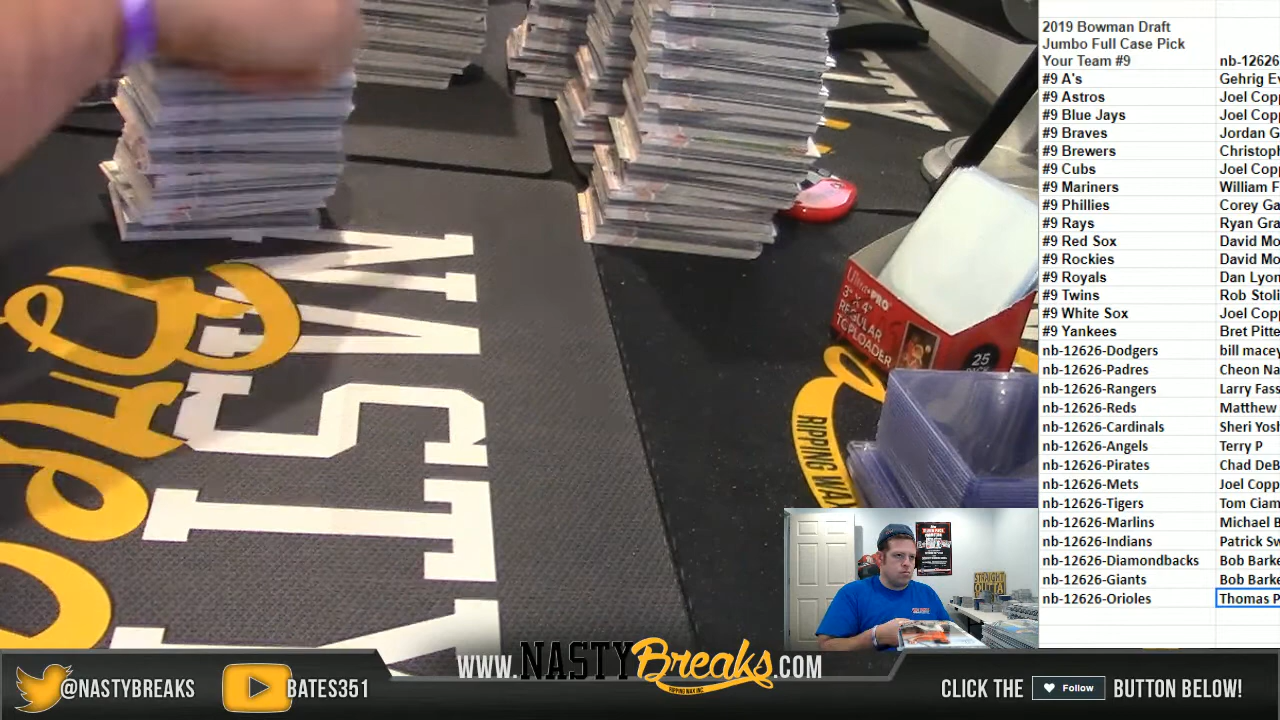 2019 Bowman Draft
Jumbo Full Case Pick
Your Team #9 nb-12626
#9 A's Gehrig Ev
#9 Astros Joel Copp
#9 Blue Jays Joel Copp
#9 Braves Jordan G
#9 Brewers Christoph
#9 Cubs Joel Copp
#9 Mariners William F
#9 Phillies Corey Ga
#9 Rays Ryan Gra
#9 Red Sox David Mo
#9 Rockies David Mo
#9 Royals Dan Lyon
#9 Twins Rob Stoli
#9 White Sox Joel Copp
#9 Yankees Bret Pitte
nb-12626-Dodgers bill macey
nb-12626-Padres Cheon Na
nb-12626-Rangers Larry Fass
nb-12626-Reds Matthew
nb-12626-Cardinals Sheri Yosh
nb-12626-Angels Terry P
nb-12626-Pirates Chad DeB
nb-12626-Mets Joel Copp
nb-12626-Tigers Tom Ciam
nb-12626-Marlins Michael E
nb-12626-Indians Patrick Sw
nb-12626-Diamondbacks Bob Barke
nb-12626-Giants Bob Barke
nb-12626-Orioles Thomas P
Ultra PRO
3" X 4"
REGULAR
TOPLOADER
25
NAST
RIPPING WAX
STRAIGHT
OUTTA
@NASTYBREAKS
BATES351
WWW.NASTYBreaks.COM
RIPPING WAX INC
CLICK THE Follow BUTTON BELOW!